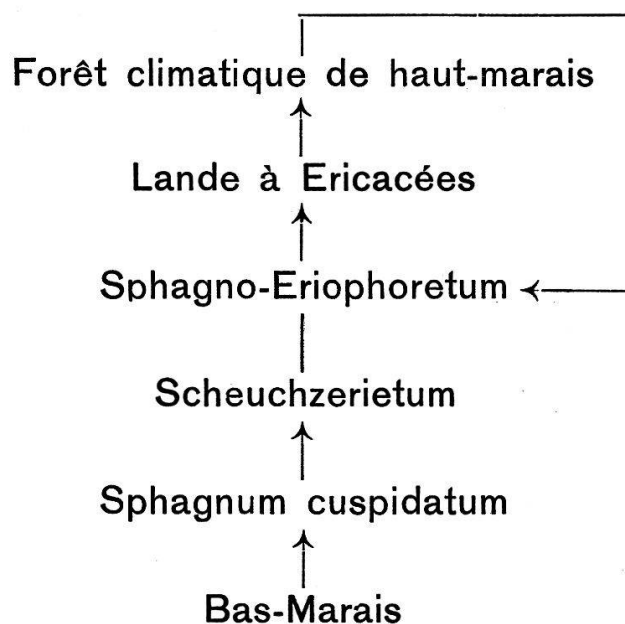 Forêt climatique de haut-marais
Lande à Ericacées
Sphagno-Eriophoretum
Scheuchzerietum
Sphagnum cuspidatum
Bas-Marais